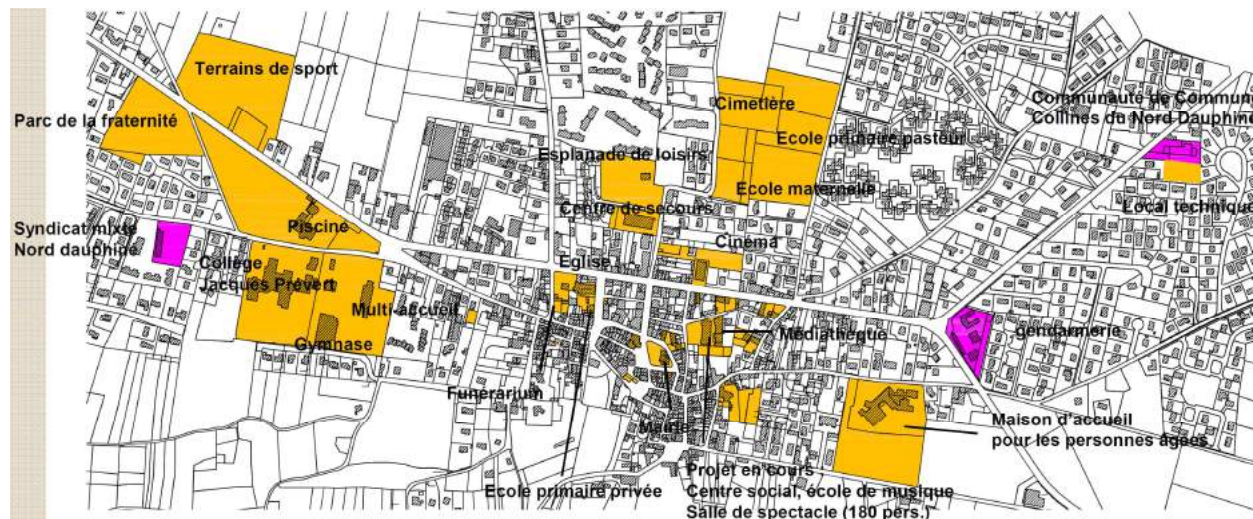 Terrains de sport
Parc de la fraternité
Cimetière
Ecole primaire pasteur
Communauté de Commun
Collines du Nord Dauphiné
Esplanade de loisirs
Ecole maternelle
Centre de secours
Local technique
Syndicat mixte
Nord dauphiné
Piscine
Cinéma
Eglise
Collège
Jacques Prévert
Multi-accueil
Médiathèque
gendarmerie
Gymnase
Funérarium
Mairie
Maison d'accueil
pour les personnes âgées
Ecole primaire privée
Projet en cours :
Centre social, école de musique
Salle de spectacle (180 pers.)